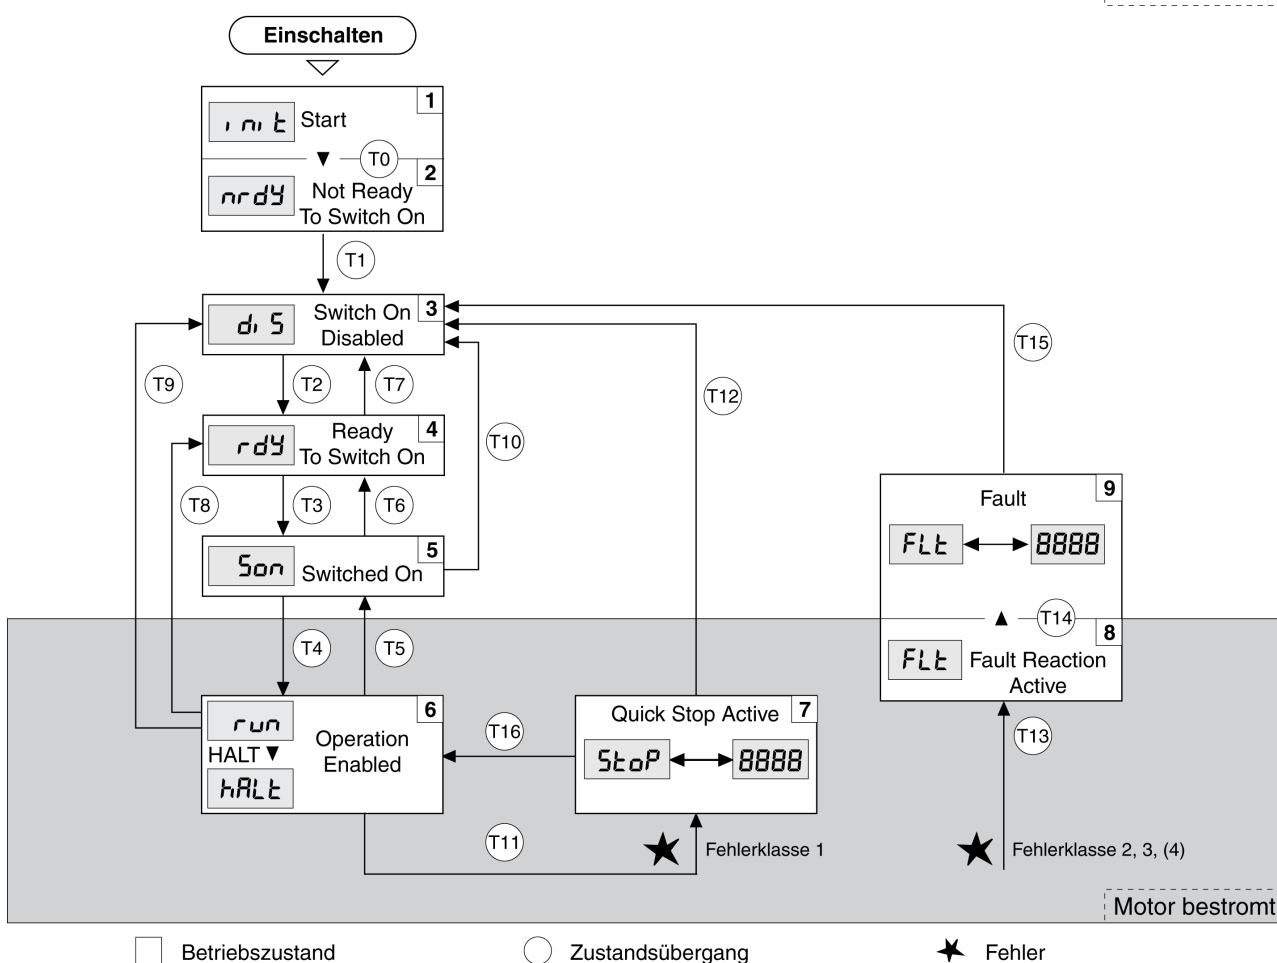 Einschalten
1
init Start
T0
2
nrdy Not Ready
To Switch On
T1
diS Switch On
Disabled
3
T9
T2
T7
T12
T15
rdy Ready
To Switch On
4
T10
T8
T3
T6
Son Switched On
5
9
Fault
FLt 8888
T14
8
FLt Fault Reaction
Active
T4
T5
run
HALT
hALt
Operation
Enabled
6
T16
Quick Stop Active 7
StoP 8888
T13
T11
Fehlerklasse 1
Fehlerklasse 2, 3, (4)
Motor bestromt
Betriebszustand
Zustandsübergang
Fehler